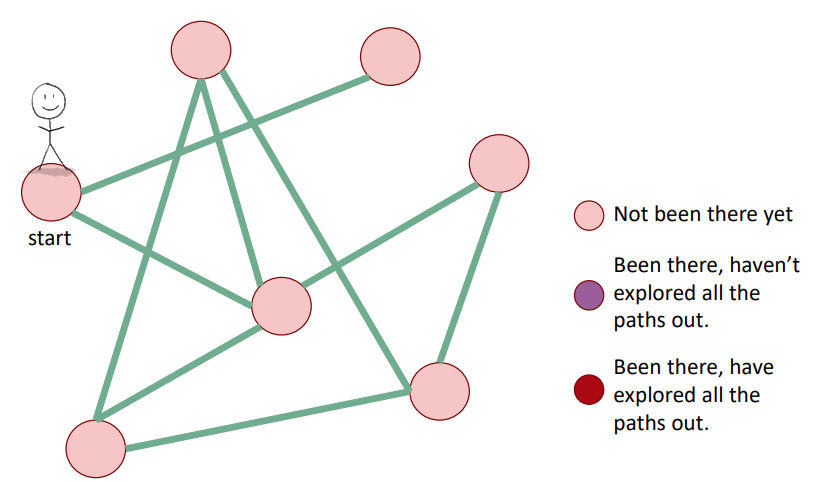 start
Not been there yet
Been there, haven’t
explored all the
paths out.
Been there, have
explored all the
paths out.